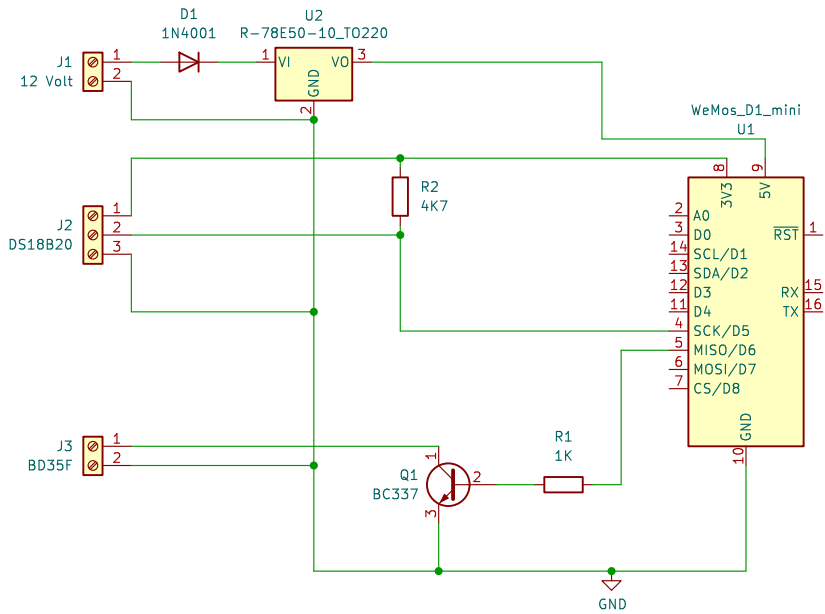 D1
1N4001
U2
R-78E50-10_TO220
J1
12 Volt
1
2
1
VI
VO
3
GND
2
WeMos_D1_mini
U1
8
9
3V3
5V
J2
DS18B20
1
2
3
R2
4K7
2
A0
3
D0
RST
1
14
SCL/D1
13
SDA/D2
12
D3
RX
15
11
D4
TX
16
4
SCK/D5
5
MISO/D6
6
MOSI/D7
7
CS/D8
GND
10
J3
BD35F
1
2
Q1
BC337
1
2
3
R1
1K
GND